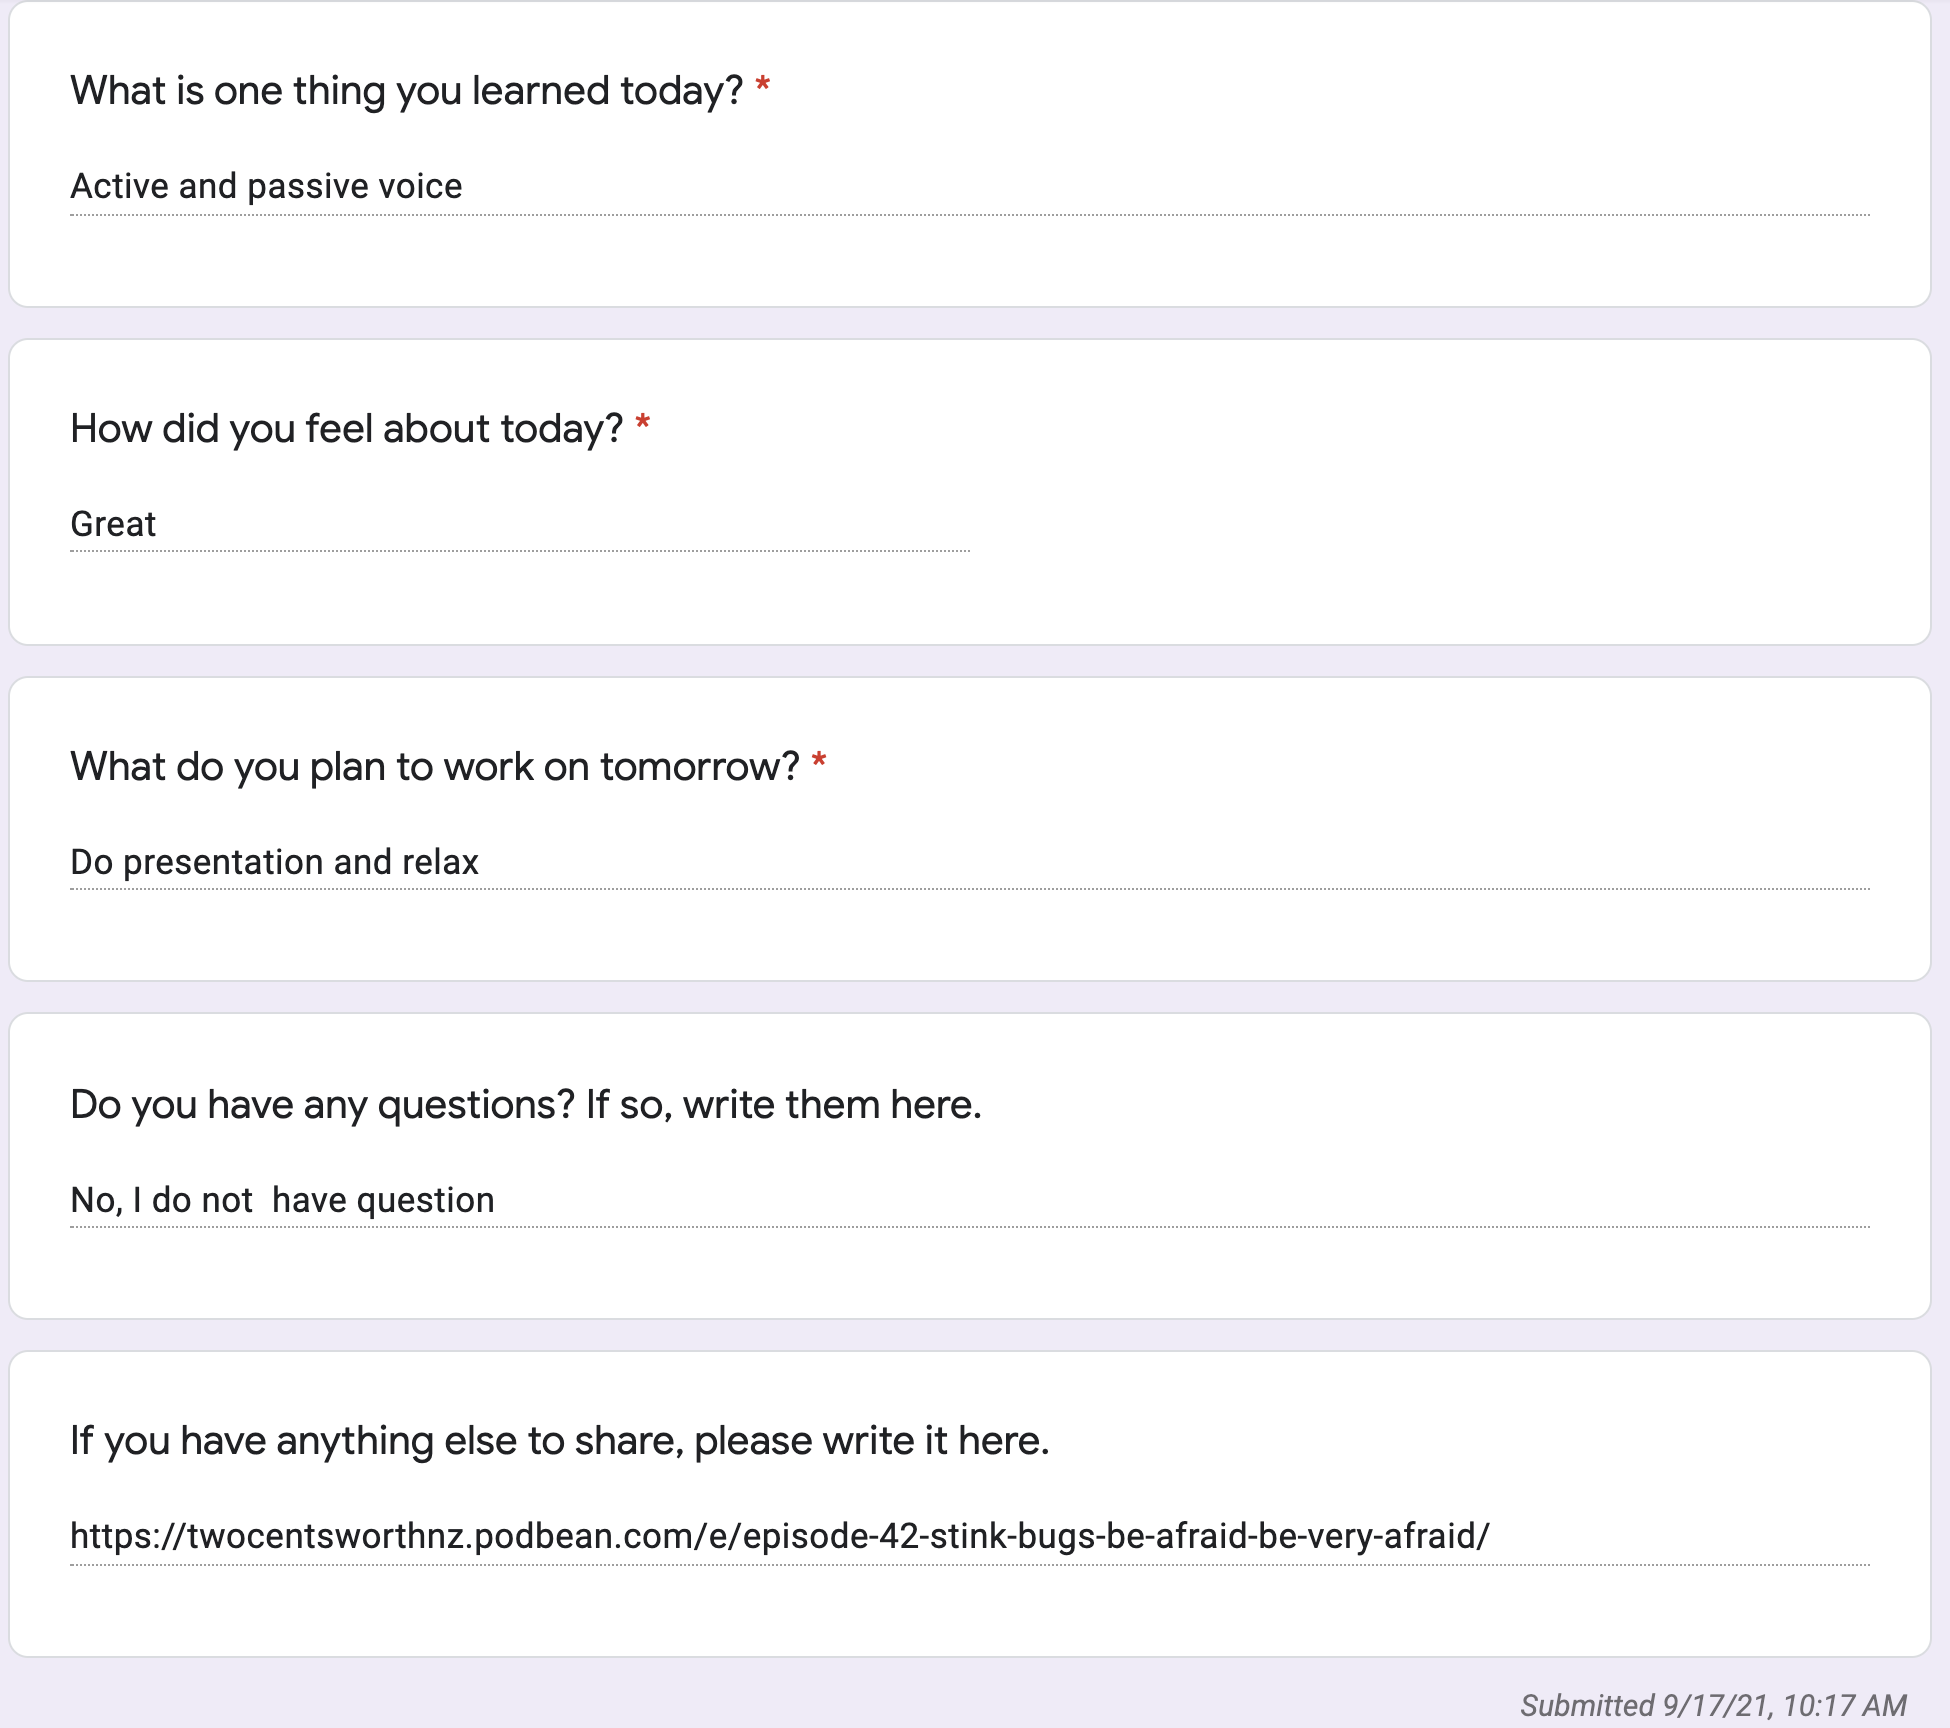 What is one thing you learned today? *
Active and passive voice
How did you feel about today? *
Great
What do you plan to work on tomorrow? *
Do presentation and relax
Do you have any questions? If so, write them here.
No, I do not  have question
If you have anything else to share, please write it here.
https://twocentsworthnz.podbean.com/e/episode-42-stink-bugs-be-afraid-be-very-afraid/
Submitted 9/17/21, 10:17 AM